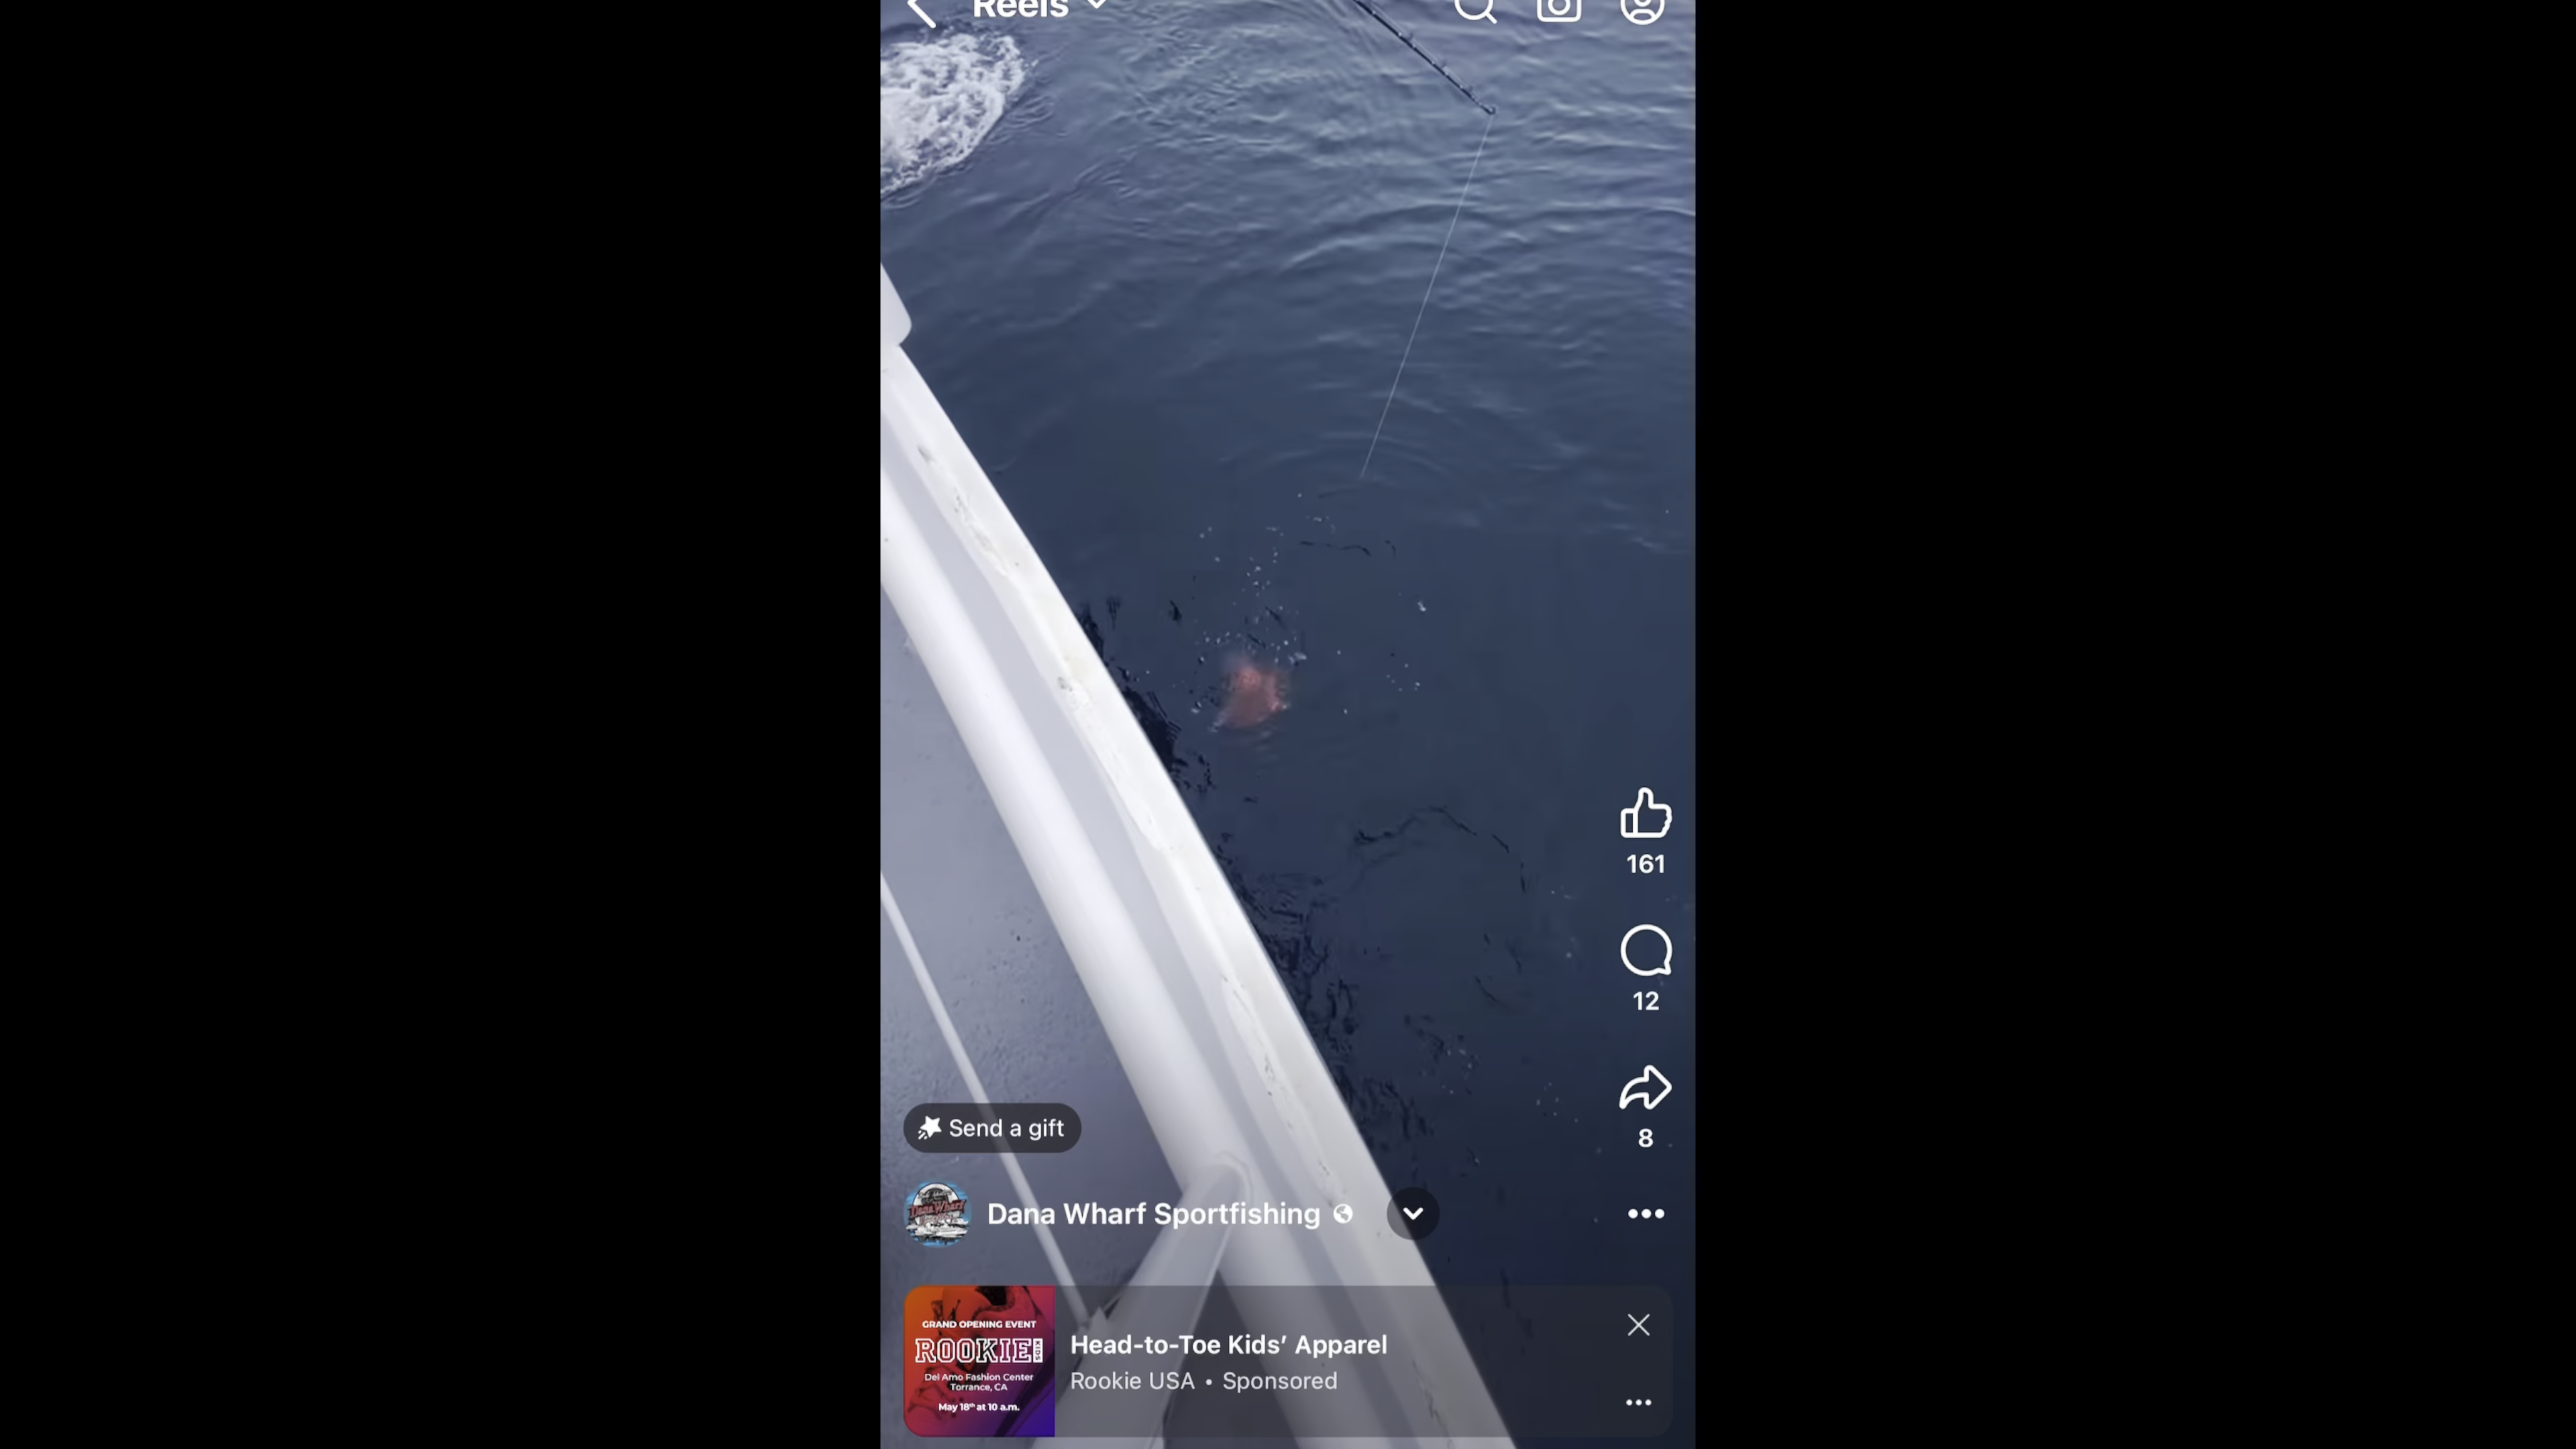 Reels
161
12
8
Send a gift
Dana Wharf Sportfishing
GRAND OPENING EVENT
ROOKIE
KIDS
Del Amo Fashion Center
Torrance, CA
May 18th at 10 a.m.
Head-to-Toe Kids’ Apparel
Rookie USA • Sponsored